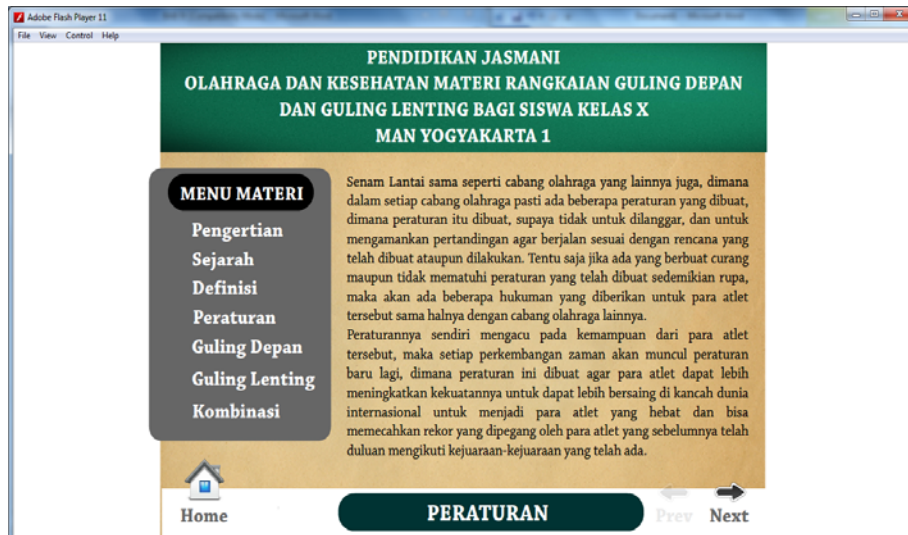 Adobe Flash Player 11
File View Control Help
PENDIDIKAN JASMANI
OLAHRAGA DAN KESEHATAN MATERI RANGKAIAN GULING DEPAN
DAN GULING LENTING BAGI SISWA KELAS X
MAN YOGYAKARTA 1
MENU MATERI
Pengertian
Sejarah
Definisi
Peraturan
Guling Depan
Guling Lenting
Kombinasi
Senam Lantai sama seperti cabang olahraga yang lainnya juga, dimana
dalam setiap cabang olahraga pasti ada beberapa peraturan yang dibuat,
dimana peraturan itu dibuat, supaya tidak untuk dilanggar, dan untuk
mengamankan pertandingan agar berjalan sesuai dengan rencana yang
telah dibuat ataupun dilakukan. Tentu saja jika ada yang berbuat curang
maupun tidak mematuhi peraturan yang telah dibuat sedemikian rupa,
maka akan ada beberapa hukuman yang diberikan untuk para atlet
tersebut sama halnya dengan cabang olahraga lainnya.
Peraturannya sendiri mengacu pada kemampuan dari para atlet
tersebut, maka setiap perkembangan zaman akan muncul peraturan
baru lagi, dimana peraturan ini dibuat agar para atlet dapat lebih
meningkatkan kekuatannya untuk dapat lebih bersaing di kancah dunia
internasional untuk menjadi para atlet yang hebat dan bisa
memecahkan rekor yang dipegang oleh para atlet yang sebelumnya telah
duluan mengikuti kejuaraan-kejuaraan yang telah ada.
Home
PERATURAN
Prev Next